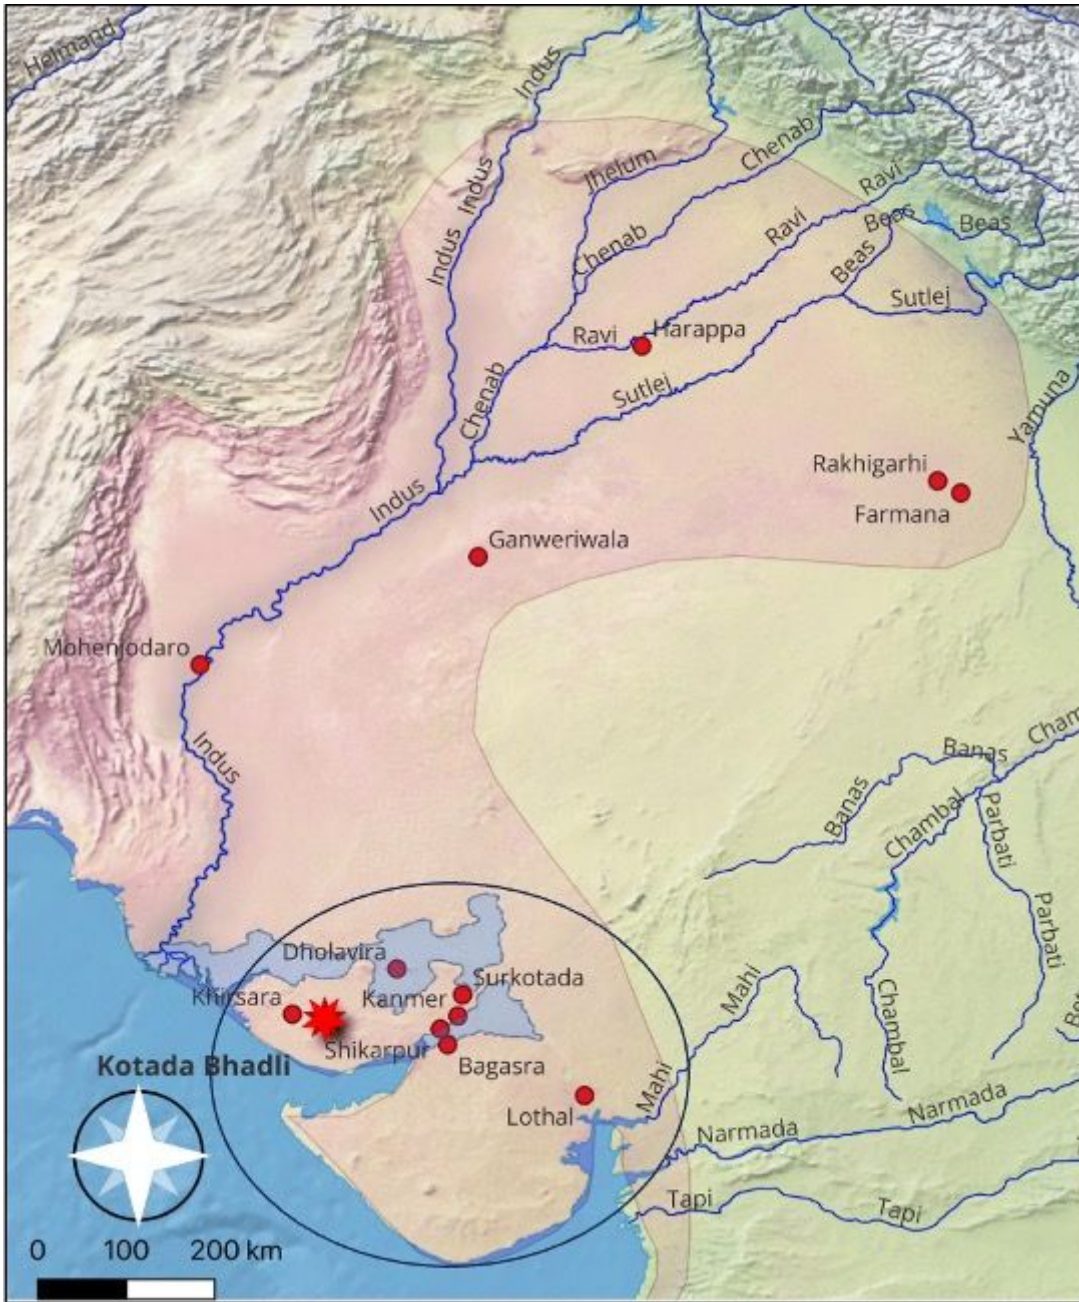 Helmand
Indus
Indus
Indus
Jhelum
Chenab
Chenab
Ravi
Ravi
Beas
Beas
Beas
Sutlej
Ravi
Harappa
Chenab
Sutlej
Yamuna
Rakhigarhi
Farmana
Indus
Ganweriwala
Mohenjodaro
Indus
Banas
Cham
Banas
Chambal
Parbati
Parbati
Dholavira
Surkotada
Khirsara
Kanmer
Mahi
Chambal
Shikarpur
Bagasra
Kotada Bhadli
Lothal
Mahi
Narmada
Narmada
Tapi
Tapi
0 100 200 km